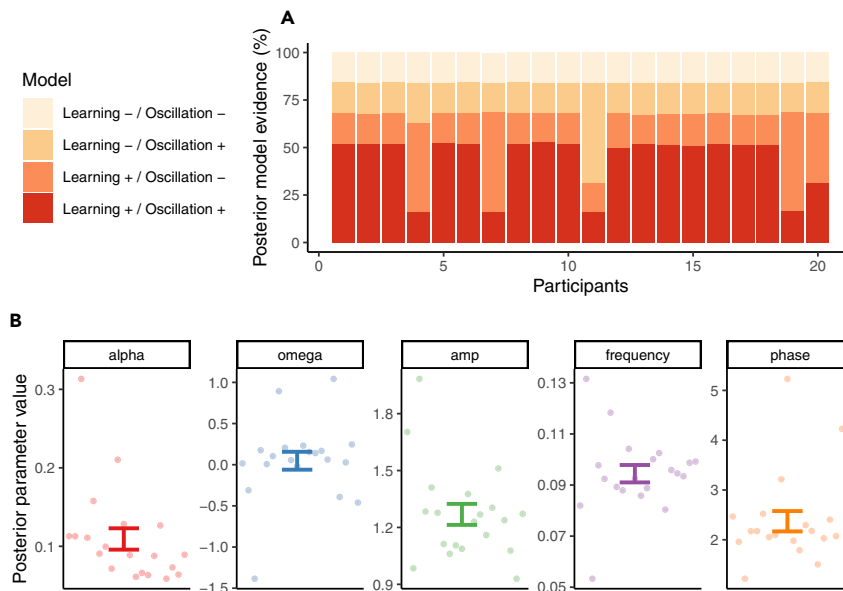 A
Model
Learning − / Oscillation −
Learning − / Oscillation +
Learning + / Oscillation −
Learning + / Oscillation +
Posterior model evidence (%)
100
75
50
25
0
0 5 10 15 20
Participants
B
Posterior parameter value
alpha
0.3
0.2
0.1
omega
1.0
0.5
0.0
−0.5
−1.0
−1.5
amp
1.8
1.5
1.2
0.9
frequency
0.13
0.11
0.09
0.07
0.05
phase
5
4
3
2